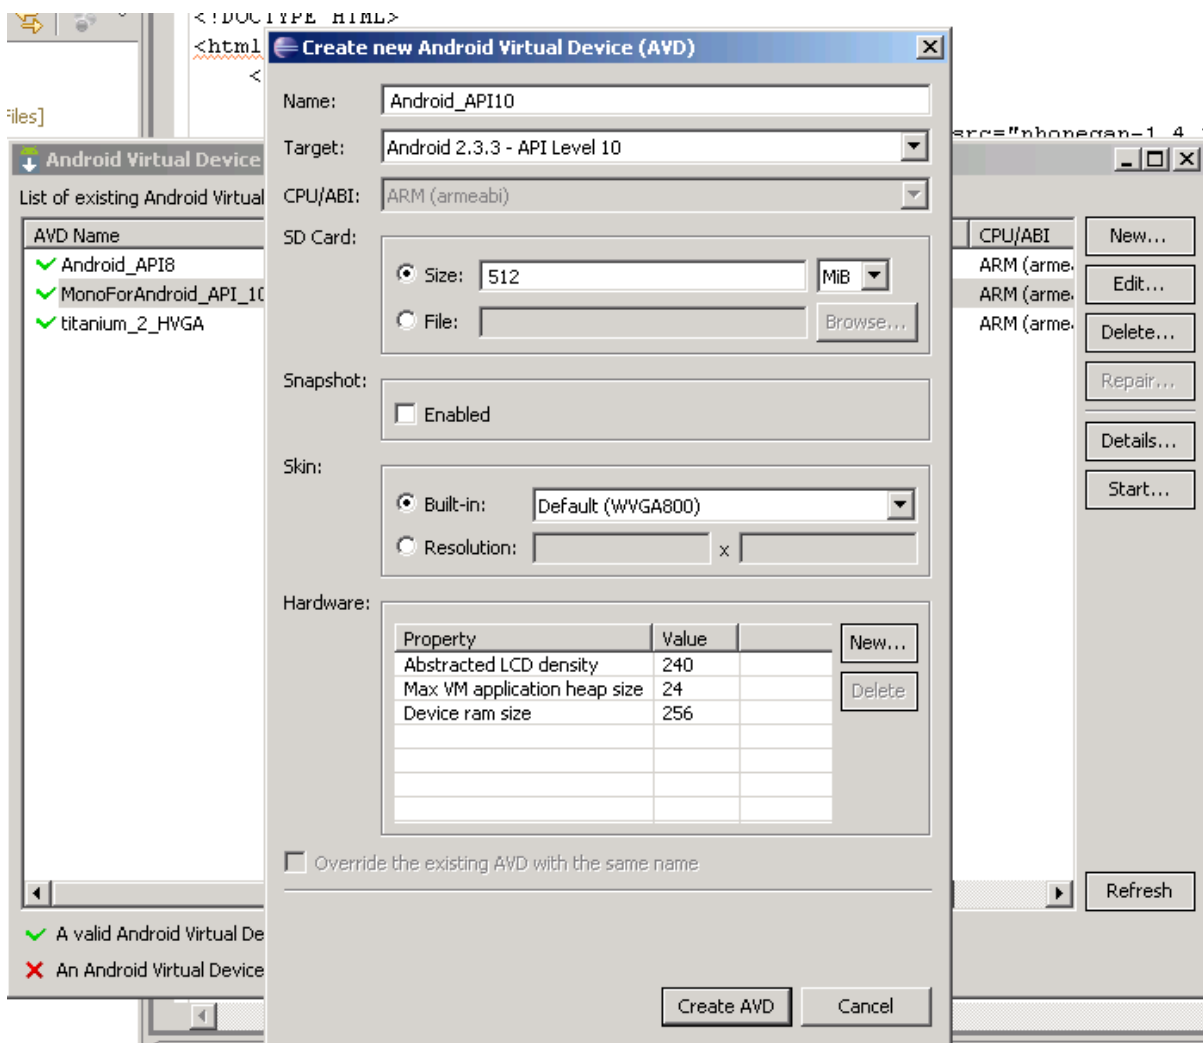 <!DOCTYPE HTML>
<html
<
Files]
Android Virtual Device
List of existing Android Virtual
AVD Name
CPU/ABI
Android_API8
ARM (arme
MonoForAndroid_API_10
ARM (arme
titanium_2_HVGA
ARM (arme
New...
Edit...
Delete...
Repair...
Details...
Start...
Refresh
A valid Android Virtual De
An Android Virtual Device
Create new Android Virtual Device (AVD)
Name: Android_API10
Target: Android 2.3.3 - API Level 10
CPU/ABI: ARM (armeabi)
SD Card:
Size: 512 MiB
File: Browse...
Snapshot:
Enabled
Skin:
Built-in: Default (WVGA800)
Resolution: x
Hardware:
Property Value
Abstracted LCD density 240
Max VM application heap size 24
Device ram size 256
New...
Delete
Override the existing AVD with the same name
Create AVD Cancel